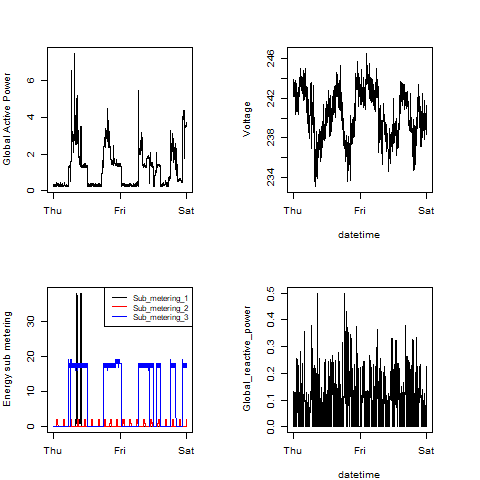 Global Active Power
6
4
2
0
Thu Fri Sat
Voltage
246
242
238
234
Thu Fri Sat
datetime
Energy sub metering
30
20
10
0
Sub_metering_1
Sub_metering_2
Sub_metering_3
Thu Fri Sat
Global_reactive_power
0.5
0.4
0.3
0.2
0.1
0.0
Thu Fri Sat
datetime